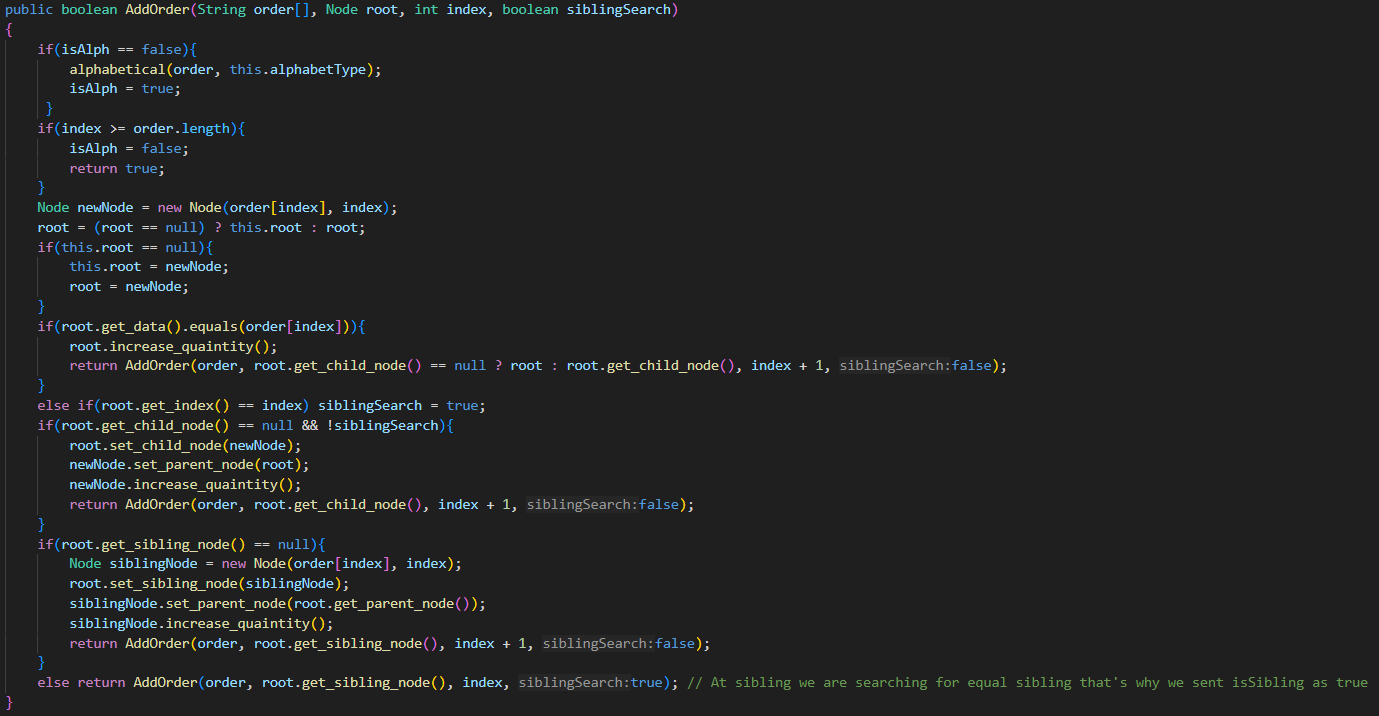 public boolean AddOrder(String order[], Node root, int index, boolean siblingSearch)
{
    if(isAlph == false){
        alphabetical(order, this.alphabetType);
        isAlph = true;
     }
    if(index >= order.length){
        isAlph = false;
        return true;
    }
    Node newNode = new Node(order[index], index);
    root = (root == null) ? this.root : root;
    if(this.root == null){
        this.root = newNode;
        root = newNode;
    }
    if(root.get_data().equals(order[index])){
        root.increase_quaintity();
        return AddOrder(order, root.get_child_node() == null ? root : root.get_child_node(), index + 1, siblingSearch:false);
    }
    else if(root.get_index() == index) siblingSearch = true;
    if(root.get_child_node() == null && !siblingSearch){
        root.set_child_node(newNode);
        newNode.set_parent_node(root);
        newNode.increase_quaintity();
        return AddOrder(order, root.get_child_node(), index + 1, siblingSearch:false);
    }
    if(root.get_sibling_node() == null){
        Node siblingNode = new Node(order[index], index);
        root.set_sibling_node(siblingNode);
        siblingNode.set_parent_node(root.get_parent_node());
        siblingNode.increase_quaintity();
        return AddOrder(order, root.get_sibling_node(), index + 1, siblingSearch:false);
    }
    else return AddOrder(order, root.get_sibling_node(), index, siblingSearch:true); // At sibling we are searching for equal sibling that's why we sent isSibling as true
}